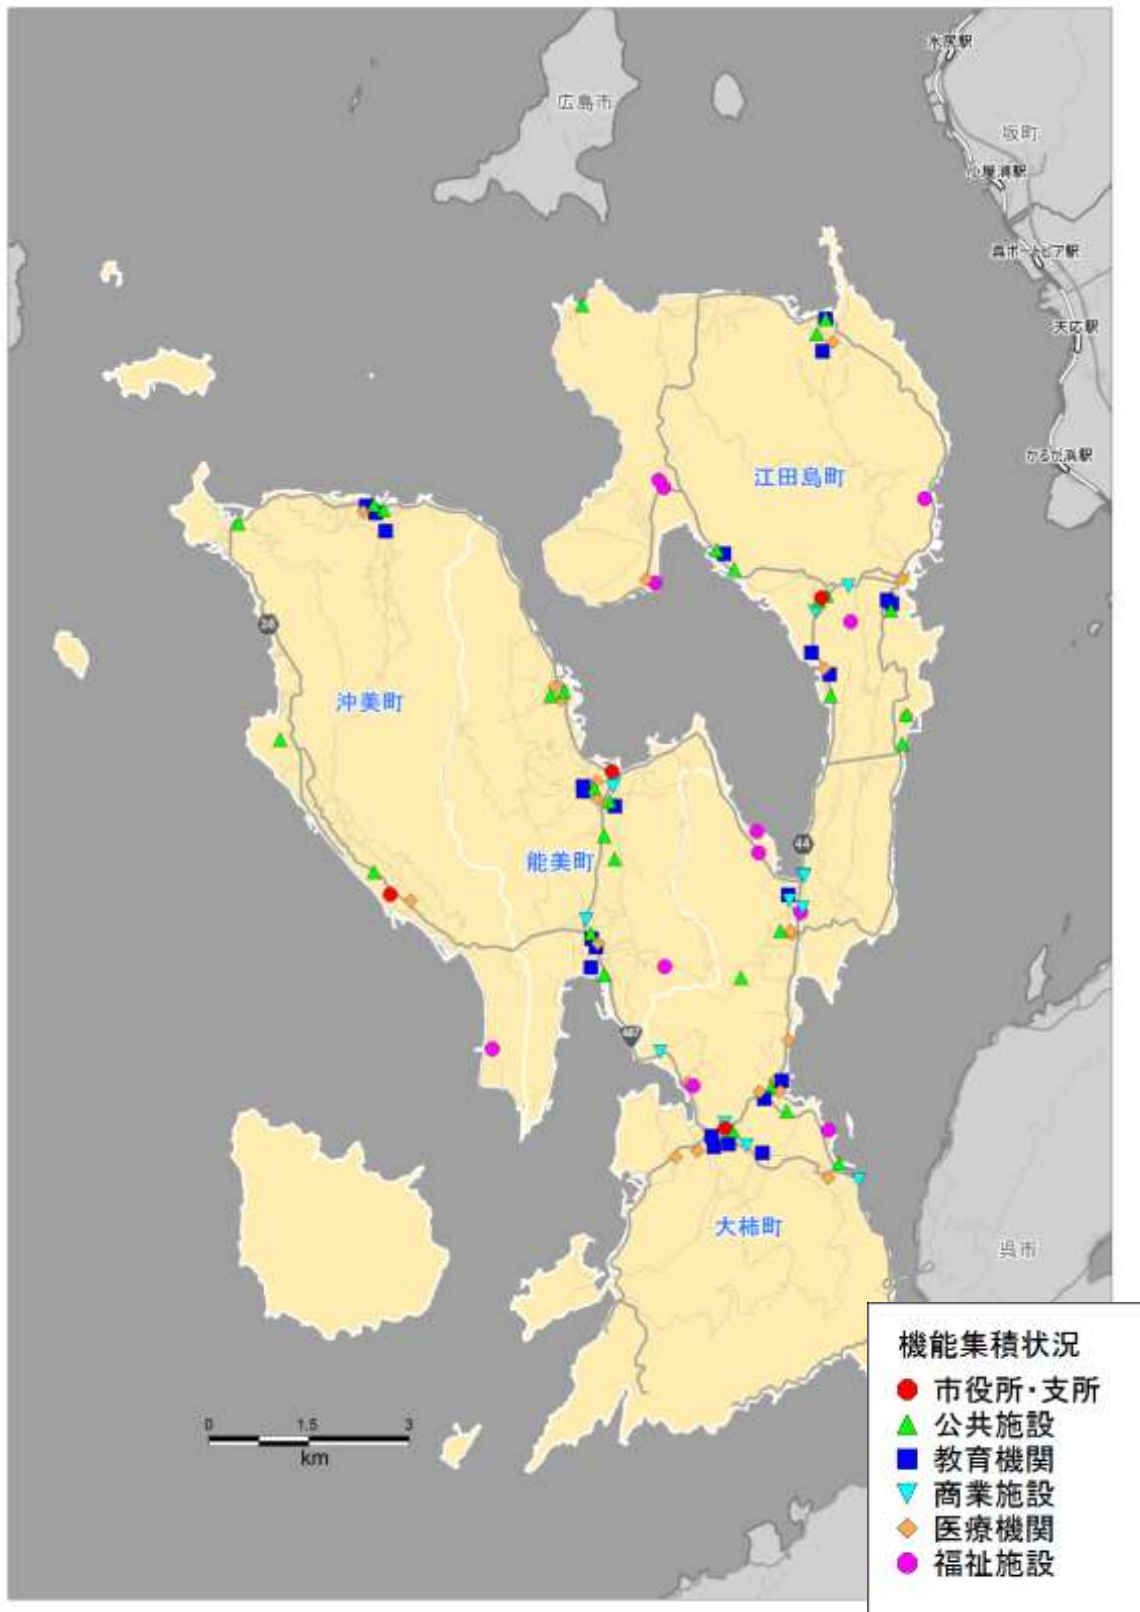 水尻駅
広島市
坂町
小屋浦駅
呉ポートピア駅
天応駅
かるが浜駅
江田島町
36
沖美町
44
能美町
487
大柿町
呉市
機能集積状況
市役所・支所
公共施設
教育機関
商業施設
医療機関
福祉施設
0 1.5 3
km